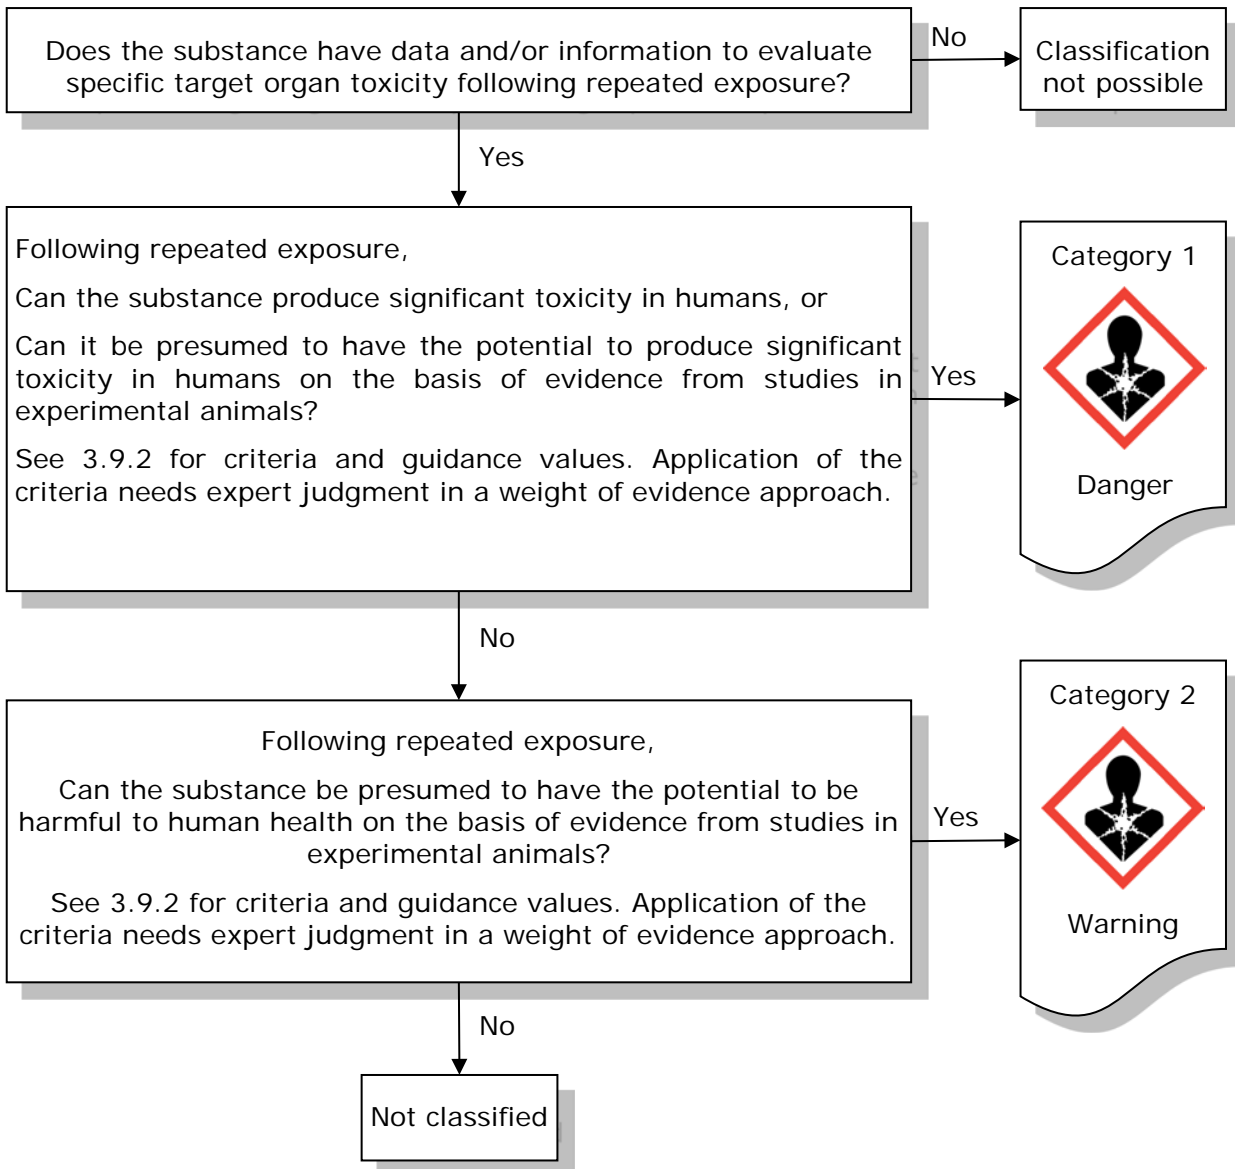 Does the substance have data and/or information to evaluate
specific target organ toxicity following repeated exposure?
No
Classification
not possible
Yes
Following repeated exposure,
Can the substance produce significant toxicity in humans, or
Can it be presumed to have the potential to produce significant
toxicity in humans on the basis of evidence from studies in
experimental animals?
See 3.9.2 for criteria and guidance values. Application of the
criteria needs expert judgment in a weight of evidence approach.
Yes
Category 1
Danger
No
Following repeated exposure,
Can the substance be presumed to have the potential to be
harmful to human health on the basis of evidence from studies in
experimental animals?
See 3.9.2 for criteria and guidance values. Application of the
criteria needs expert judgment in a weight of evidence approach.
Yes
Category 2
Warning
No
Not classified